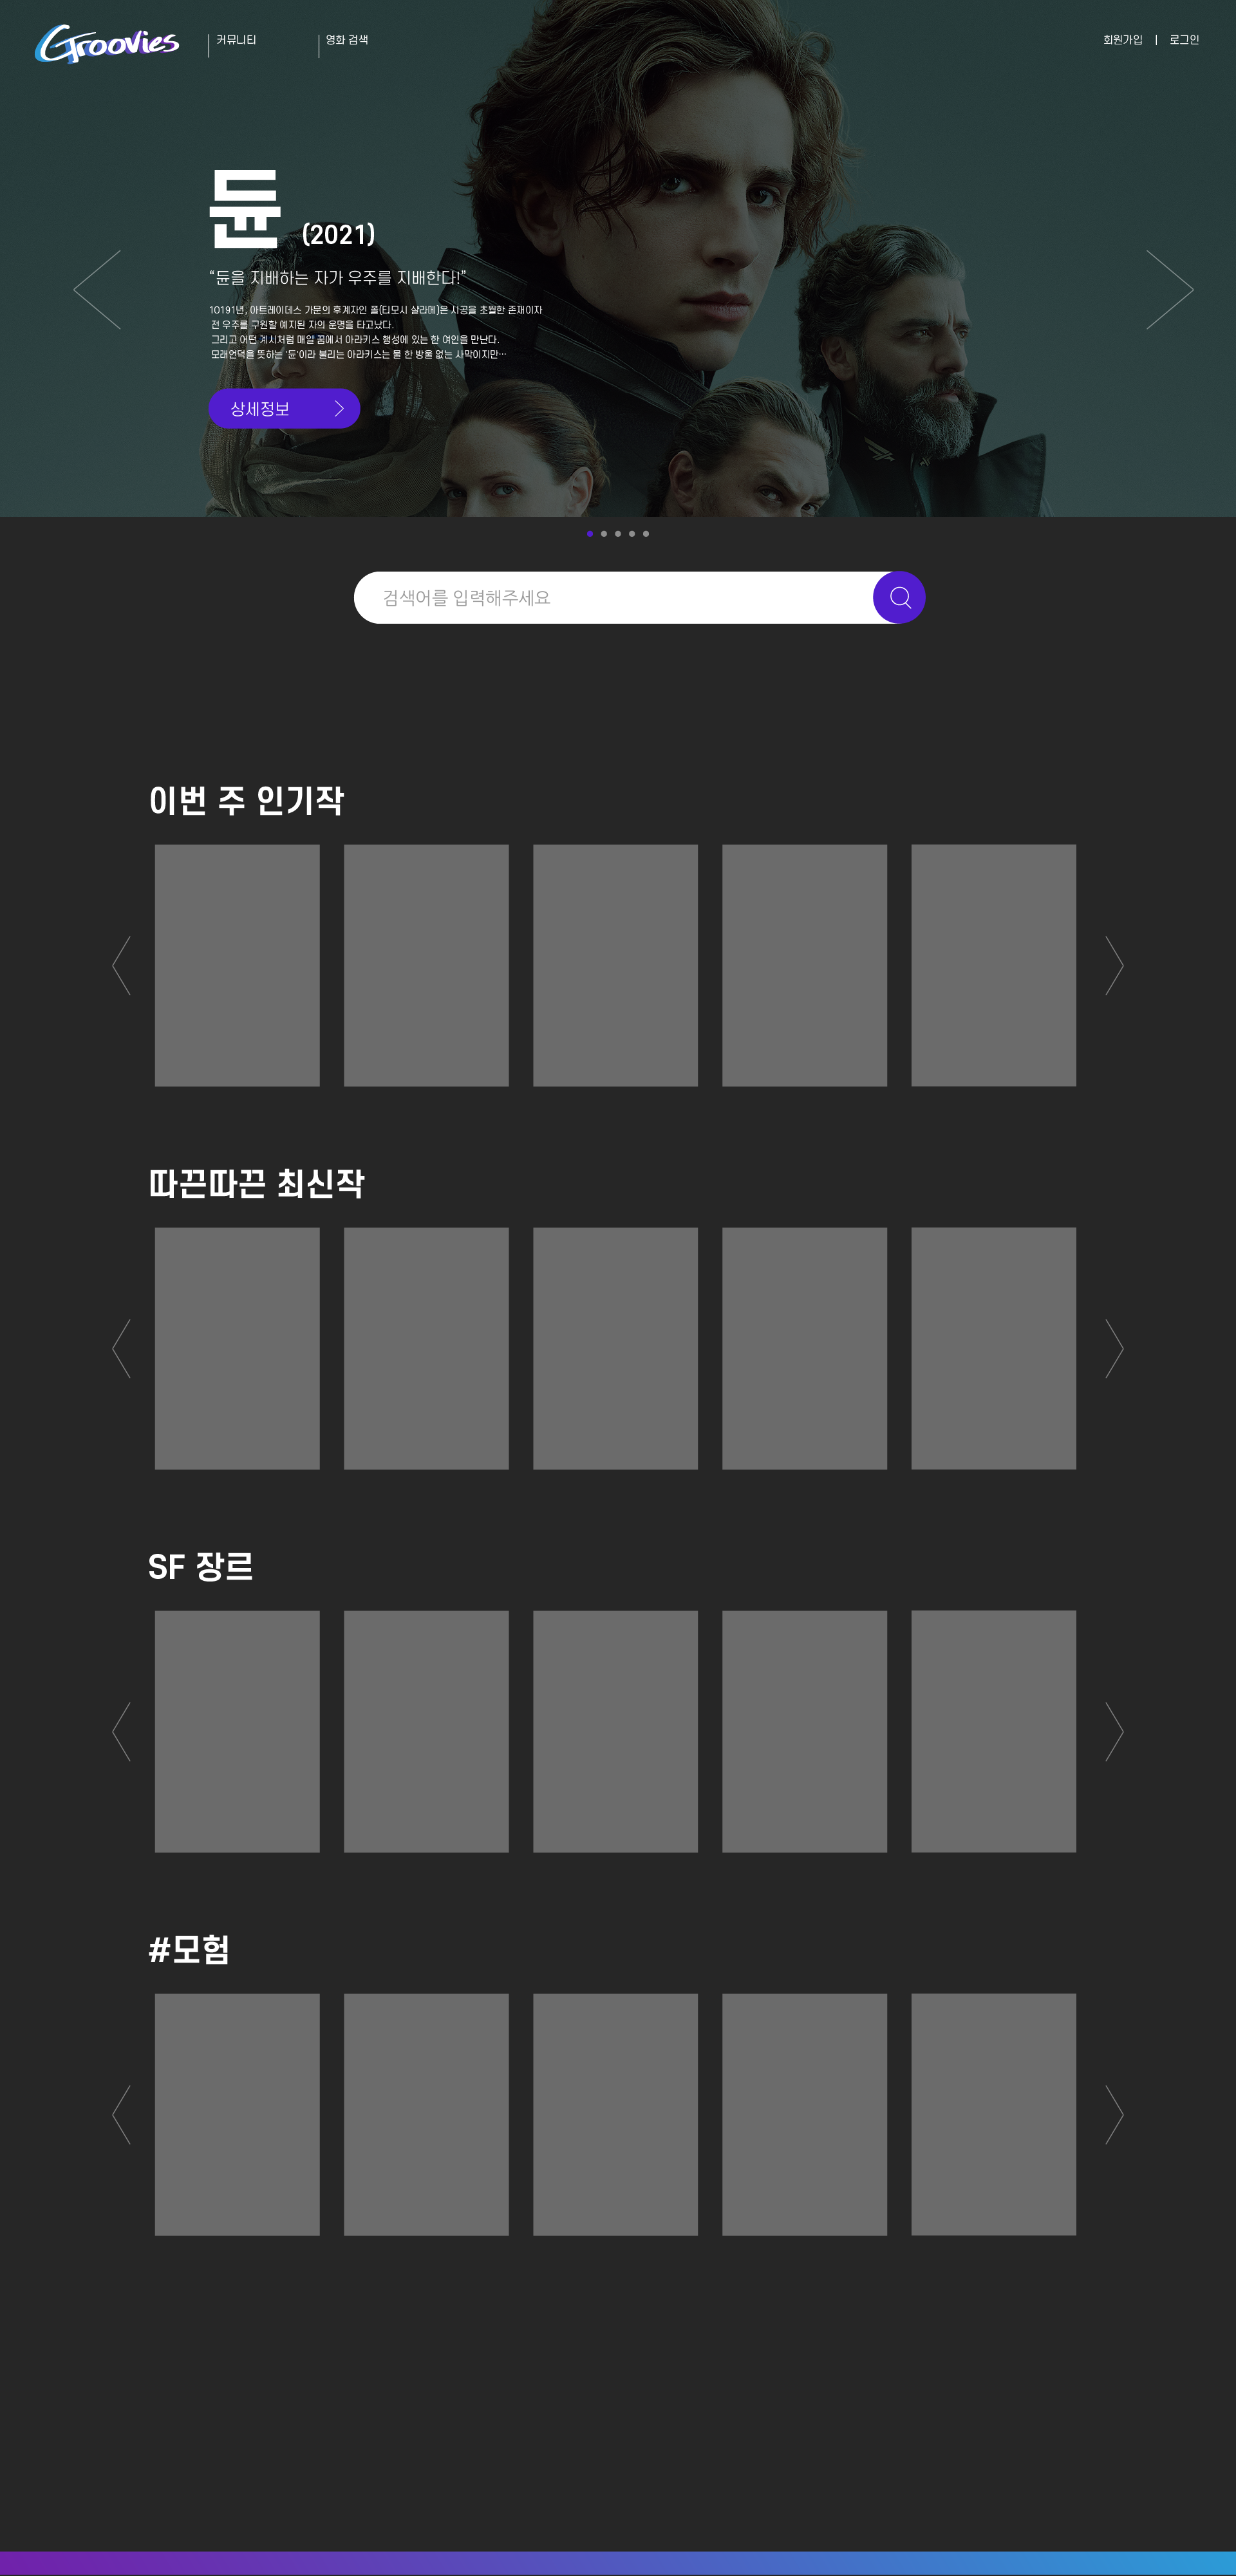 Groovies
커뮤니티
영화 검색
회원가입 | 로그인
듄 (2021)
“듄을 지배하는 자가 우주를 지배한다!”
10191년, 아트레이데스 가문의 후계자인 폴(티모시 샬라메)은 시공을 초월한 존재이자
전 우주를 구원할 예지된 자의 운명을 타고났다.
그리고 어떤 계시처럼 매일 꿈에서 아라키스 행성에 있는 한 여인을 만난다.
모래언덕을 뜻하는 '듄'이라 불리는 아라키스는 물 한 방울 없는 사막이지만…
상세정보
검색어를 입력해주세요
이번 주 인기작
따끈따끈 최신작
SF 장르
#모험